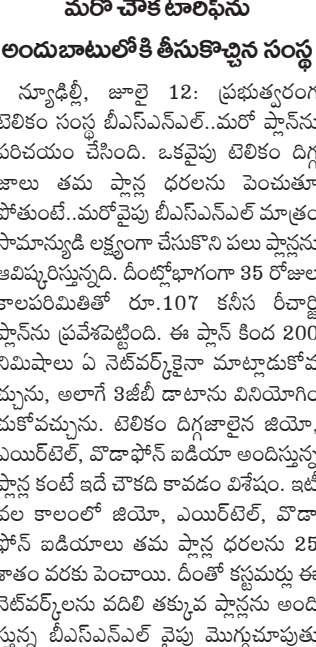 మరో చౌక టారిఫ్‌ను
అందుబాటులోకి తీసుకొచ్చిన సంస్థ
న్యూఢిల్లీ, జూలై 12: ప్రభుత్వరంగ
టెలికం సంస్థ బీఎస్ఎన్ఎల్..మరో ప్లాన్‌ను
పరిచయం చేసింది. ఒకవైపు టెలికం దిగ్గ
జాలు తమ ప్లాన్ల ధరలను పెంచుతూ
పోతుంటే..మరోవైపు బీఎస్ఎన్ఎల్ మాత్రం
సామాన్యుడి లక్ష్యంగా చేసుకొని పలు ప్లాన్లను
ఆవిష్కరిస్తున్నది. దీంట్లోభాగంగా 35 రోజుల
కాలపరిమితితో రూ.107 కనీస రీచార్జి
ప్లాన్‌ను ప్రవేశపెట్టింది. ఈ ప్లాన్ కింద 200
నిమిషాలు ఏ నెట్‌వర్క్‌కైనా మాట్లాడుకోవ
చ్చును, అలాగే 3జీబీ డాటాను వినియోగిం
చుకోవచ్చును. టెలికం దిగ్గజాలైన జియో,
ఎయిర్‌టెల్, వొడాఫోన్ ఐడియా అందిస్తున్న
ప్లాన్ల కంటే ఇదే చౌకది కావడం విశేషం. ఇటీ
వల కాలంలో జియో, ఎయిర్‌టెల్, వొడా
ఫోన్ ఐడియాలు తమ ప్లాన్ల ధరలను 25
శాతం వరకు పెంచాయి. దీంతో కస్టమర్లు ఈ
నెట్‌వర్క్‌లను వదిలి తక్కువ ప్లాన్లను అంది
స్తున్న బీఎస్ఎన్ఎల్ వైపు మొగ్గుచూపుతు